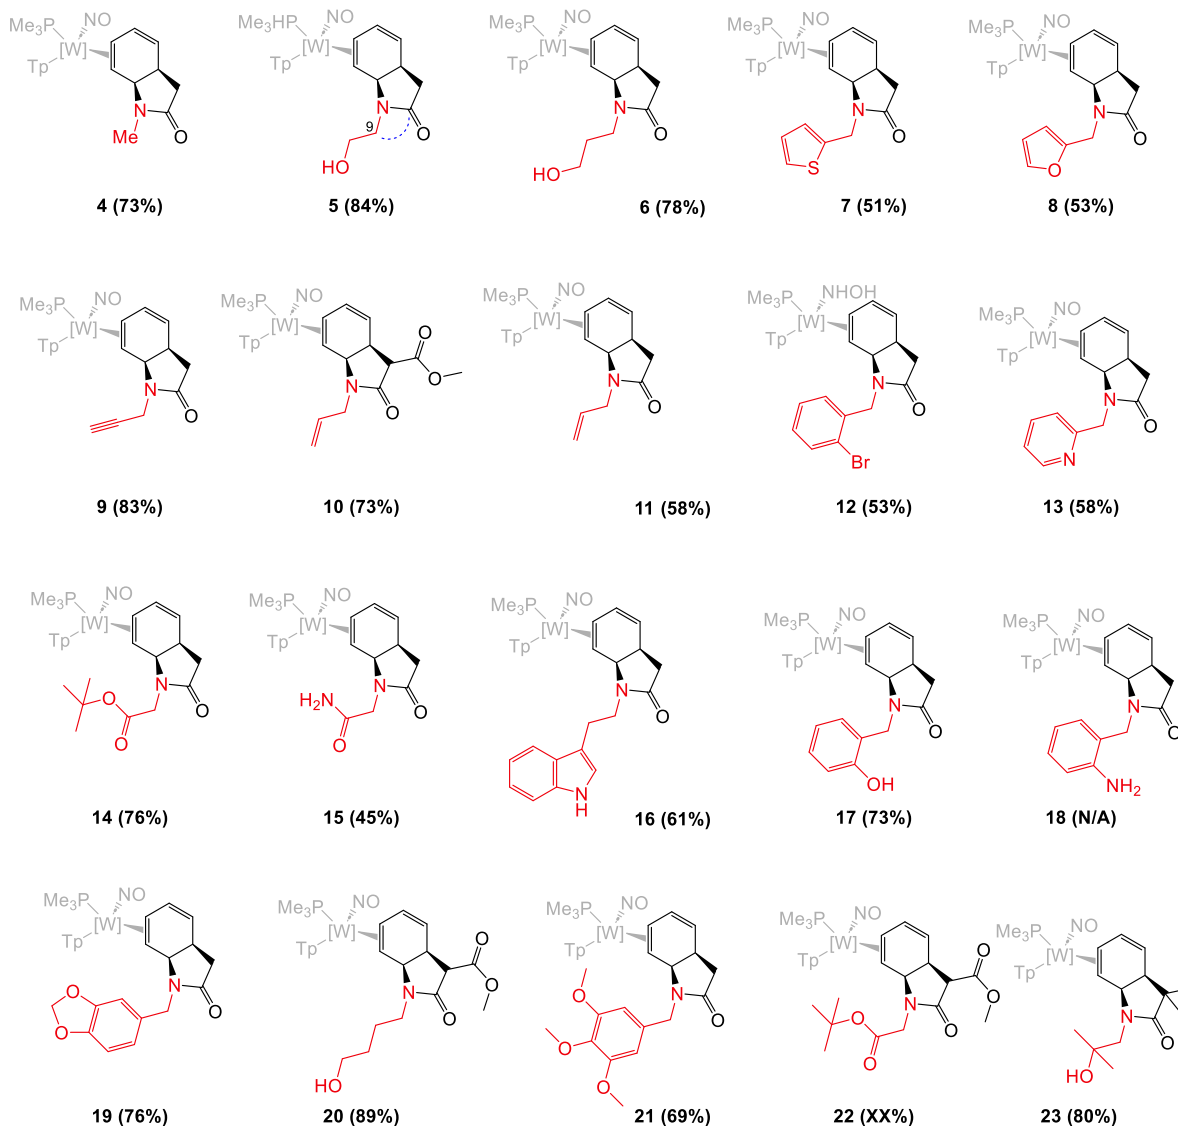 Me3P NO [W] Tp N O Me
Me3HP NO [W] Tp N O 9 HO
Me3P NO [W] Tp N O HO
Me3P NO [W] Tp N O S
Me3P NO [W] Tp N O O
4 (73%) 5 (84%) 6 (78%) 7 (51%) 8 (53%)
Me3P NO [W] Tp N O
Me3P NO [W] Tp O O N O
Me3P NO [W] Tp N O
Me3P NHOH [W] Tp N O Br
Me3P NO [W] Tp N O N
9 (83%) 10 (73%) 11 (58%) 12 (53%) 13 (58%)
Me3P NO [W] Tp N O O O
Me3P NO [W] Tp N O H2N O
Me3P NO [W] Tp N O N H
Me3P NO [W] Tp N O OH
Me3P NO [W] Tp N O NH2
14 (76%) 15 (45%) 16 (61%) 17 (73%) 18 (N/A)
Me3P NO [W] Tp N O O O
Me3P NO [W] Tp O O N O HO
Me3P NO [W] Tp N O O O O
Me3P NO [W] Tp O O N O O O
Me3P NO [W] Tp N O HO
19 (76%) 20 (89%) 21 (69%) 22 (XX%) 23 (80%)